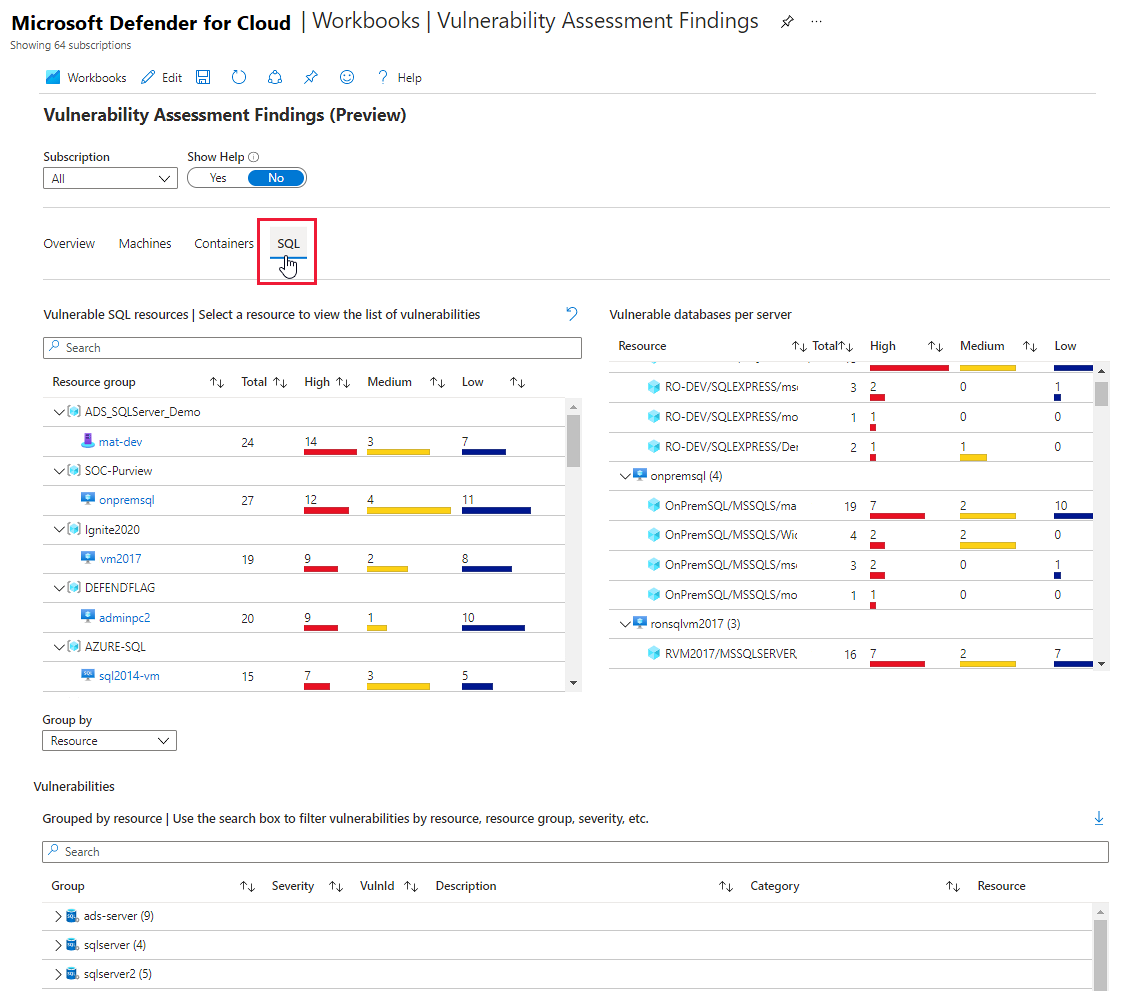 Microsoft Defender for Cloud | Workbooks | Vulnerability Assessment Findings ...
Showing 64 subscriptions
Workbooks Edit ? Help
Vulnerability Assessment Findings (Preview)
Subscription Show Help
All Yes No
Overview Machines Containers SQL
Vulnerable SQL resources | Select a resource to view the list of vulnerabilities
Search
Resource group Total High Medium Low
ADS_SQLServer_Demo
mat-dev 24 14 3 7
SOC-Purview
onpremsql 27 12 4 11
Ignite2020
vm2017 19 9 2 8
DEFENDFLAG
adminpc2 20 9 1 10
AZURE-SQL
sql2014-vm 15 7 3 5
Vulnerable databases per server
Resource Total High Medium Low
RO-DEV/SQLEXPRESS/ms 3 2 0 1
RO-DEV/SQLEXPRESS/mo 1 1 0 0
RO-DEV/SQLEXPRESS/De 2 1 1 0
onpremsql (4)
OnPremSQL/MSSQLS/ma 19 7 2 10
OnPremSQL/MSSQLS/Wi 4 2 2 0
OnPremSQL/MSSQLS/ms 3 2 0 1
OnPremSQL/MSSQLS/mo 1 1 0 0
ronsqlvm2017 (3)
RVM2017/MSSQLSERVER, 16 7 2 7
Group by
Resource
Vulnerabilities
Grouped by resource | Use the search box to filter vulnerabilities by resource, resource group, severity, etc.
Search
Group Severity VulnId Description Category Resource
ads-server (9)
sqlserver (4)
sqlserver2 (5)